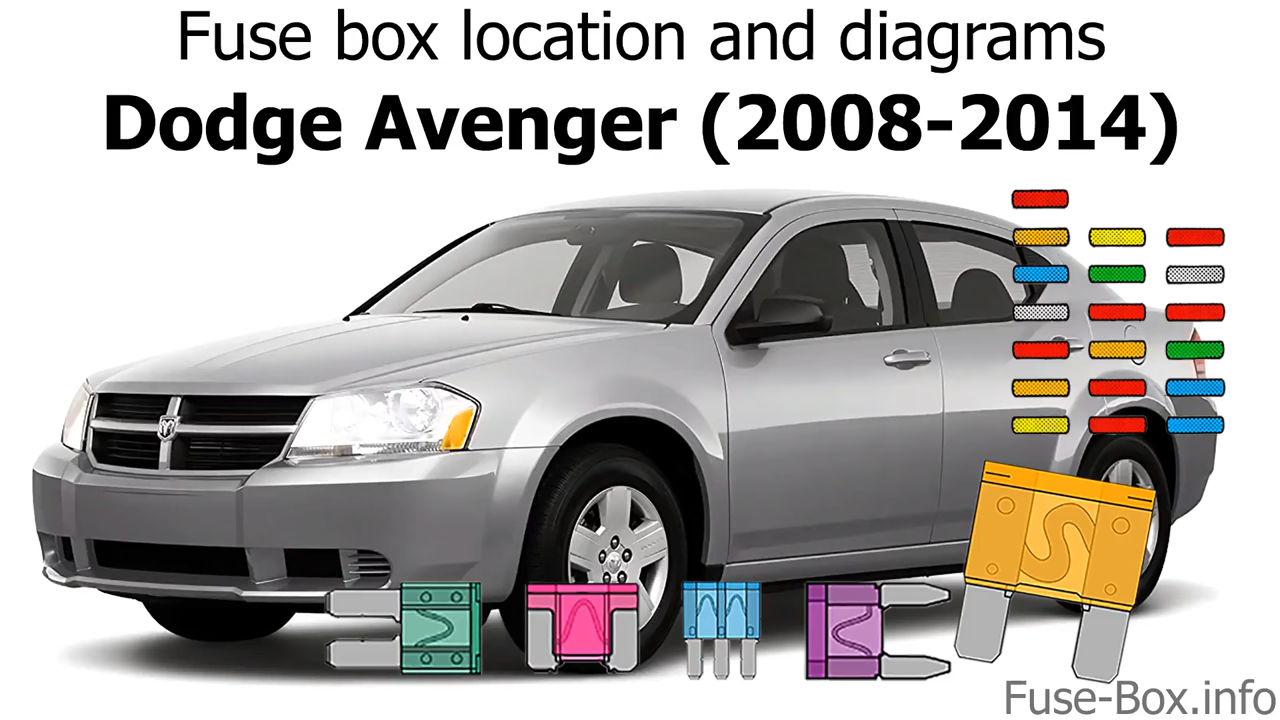 Fuse box location and diagrams
Dodge Avenger (2008-2014)
Fuse-Box.info